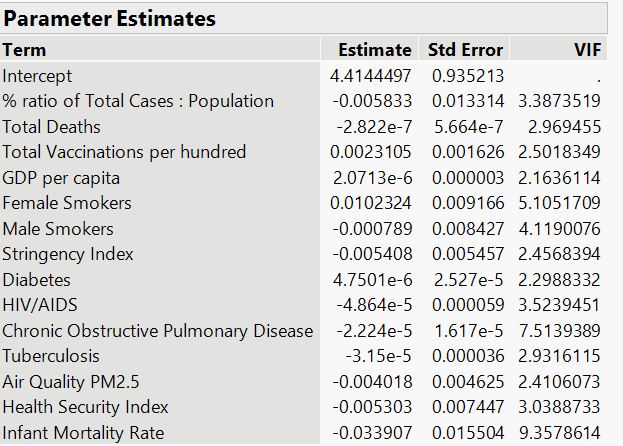 Parameter Estimates
Term Estimate Std Error VIF
Intercept 4.4144497 0.935213 .
% ratio of Total Cases : Population -0.005833 0.013314 3.3873519
Total Deaths -2.822e-7 5.664e-7 2.969455
Total Vaccinations per hundred 0.0023105 0.001626 2.5018349
GDP per capita 2.0713e-6 0.000003 2.1636114
Female Smokers 0.0102324 0.009166 5.1051709
Male Smokers -0.000789 0.008427 4.1190076
Stringency Index -0.005408 0.005457 2.4568394
Diabetes 4.7501e-6 2.527e-5 2.2988332
HIV/AIDS -4.864e-5 0.000059 3.5239451
Chronic Obstructive Pulmonary Disease -2.224e-5 1.617e-5 7.5139389
Tuberculosis -3.15e-5 0.000036 2.9316115
Air Quality PM2.5 -0.004018 0.004625 2.4106073
Health Security Index -0.005303 0.007447 3.0388733
Infant Mortality Rate -0.033907 0.015504 9.3578614